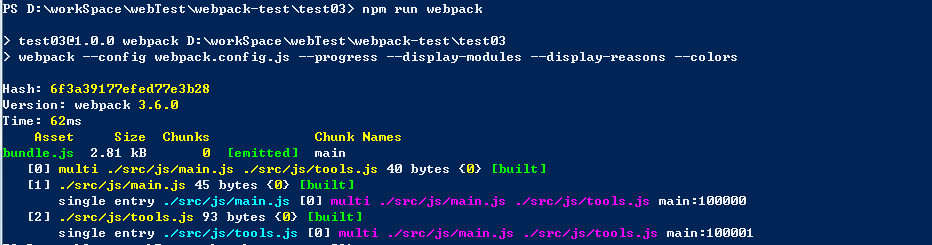 PS D:\workSpace\webTest\webpack-test\test03> npm run webpack
> test03@1.0.0 webpack D:\workSpace\webTest\webpack-test\test03
> webpack --config webpack.config.js --progress --display-modules --display-reasons --colors
Hash: 6f3a39177efed77e3b28
Version: webpack 3.6.0
Time: 62ms
Asset Size Chunks Chunk Names
bundle.js 2.81 kB 0 [emitted] main
[0] multi ./src/js/main.js ./src/js/tools.js 40 bytes {0} [built]
[1] ./src/js/main.js 45 bytes {0} [built]
single entry ./src/js/main.js [0] multi ./src/js/main.js ./src/js/tools.js main:100000
[2] ./src/js/tools.js 93 bytes {0} [built]
single entry ./src/js/tools.js [0] multi ./src/js/main.js ./src/js/tools.js main:100001